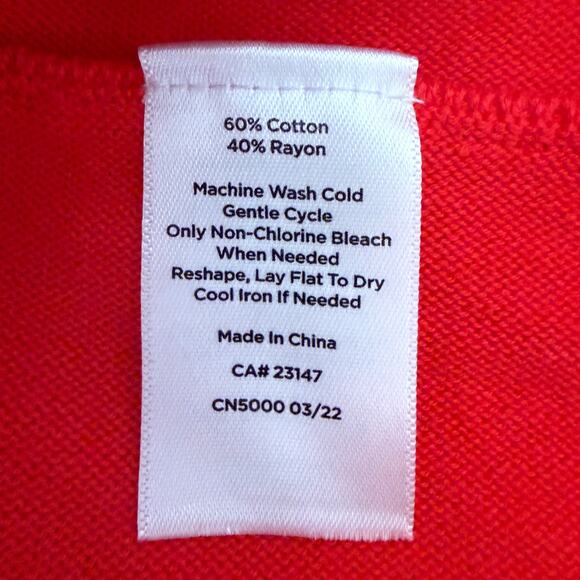 60% Cotton
40% Rayon
Machine Wash Cold
Gentle Cycle
Only Non-Chlorine Bleach
When Needed
Reshape, Lay Flat To Dry
Cool Iron If Needed
Made In China
CA# 23147
CN5000 03/22